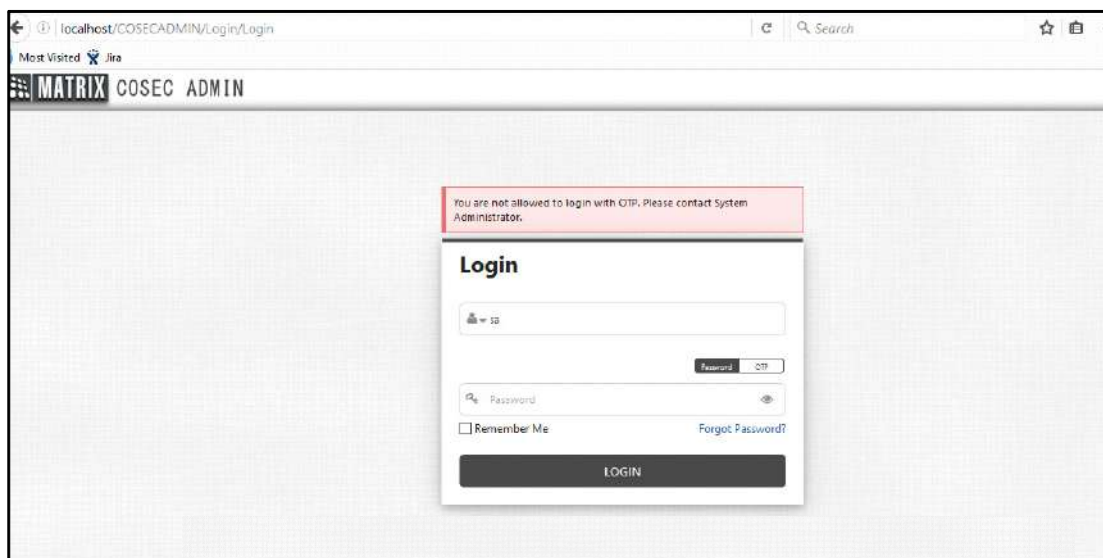 localhost/COSECADMIN/Login/Login
Search
Most Visited Jira
MATRIX COSEC ADMIN
You are not allowed to login with OTP. Please contact System
Administrator.
Login
sa
Password OTP
Password
Remember Me Forgot Password?
LOGIN